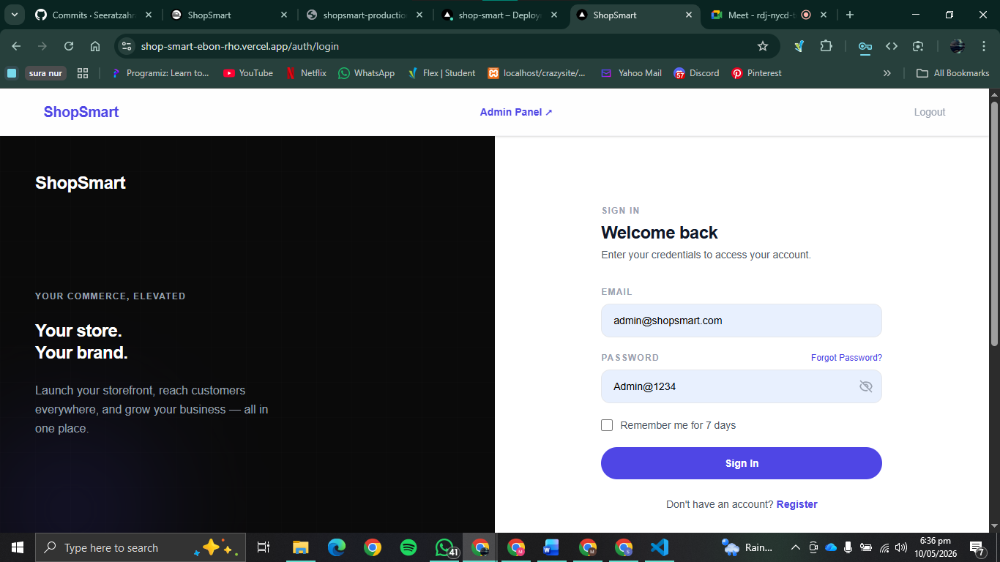 Commits · Seeratzahr
ShopSmart
shopsmart-productio
shop-smart – Deploy
ShopSmart
Meet - rdj-nycd-t
shop-smart-ebon-rho.vercel.app/auth/login
sura nur
Programiz: Learn to...
YouTube
Netflix
WhatsApp
Flex | Student
localhost/crazysite/...
Yahoo Mail
57
Discord
Pinterest
»
All Bookmarks
ShopSmart
Admin Panel ↗
Logout
ShopSmart
YOUR COMMERCE, ELEVATED
Your store.
Your brand.
Launch your storefront, reach customers
everywhere, and grow your business — all in
one place.
SIGN IN
Welcome back
Enter your credentials to access your account.
EMAIL
admin@shopsmart.com
PASSWORD
Forgot Password?
Admin@1234
Remember me for 7 days
Sign In
Don't have an account? Register
Type here to search
41
Rain...
6:36 pm
10/05/2026
7